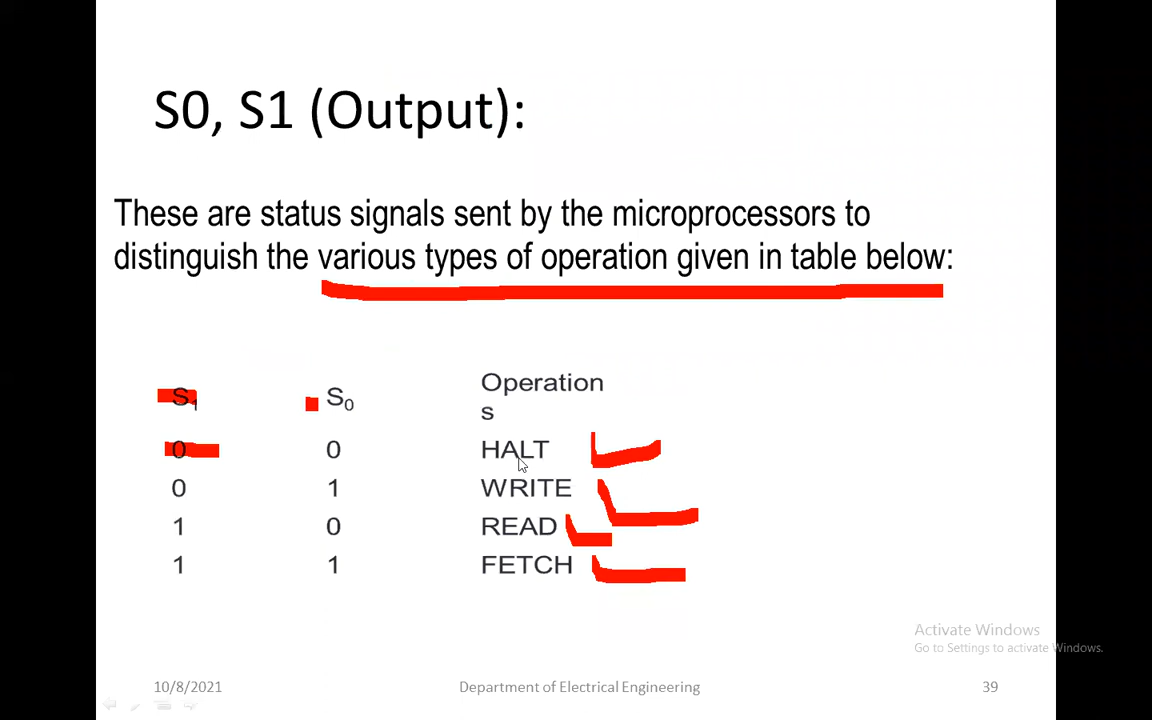 S0, S1 (Output):
These are status signals sent by the microprocessors to
distinguish the various types of operation given in table below:
S1 S0 Operation
s
0 0 HALT
0 1 WRITE
1 0 READ
1 1 FETCH
Activate Windows
Go to Settings to activate Windows.
10/8/2021 Department of Electrical Engineering 39